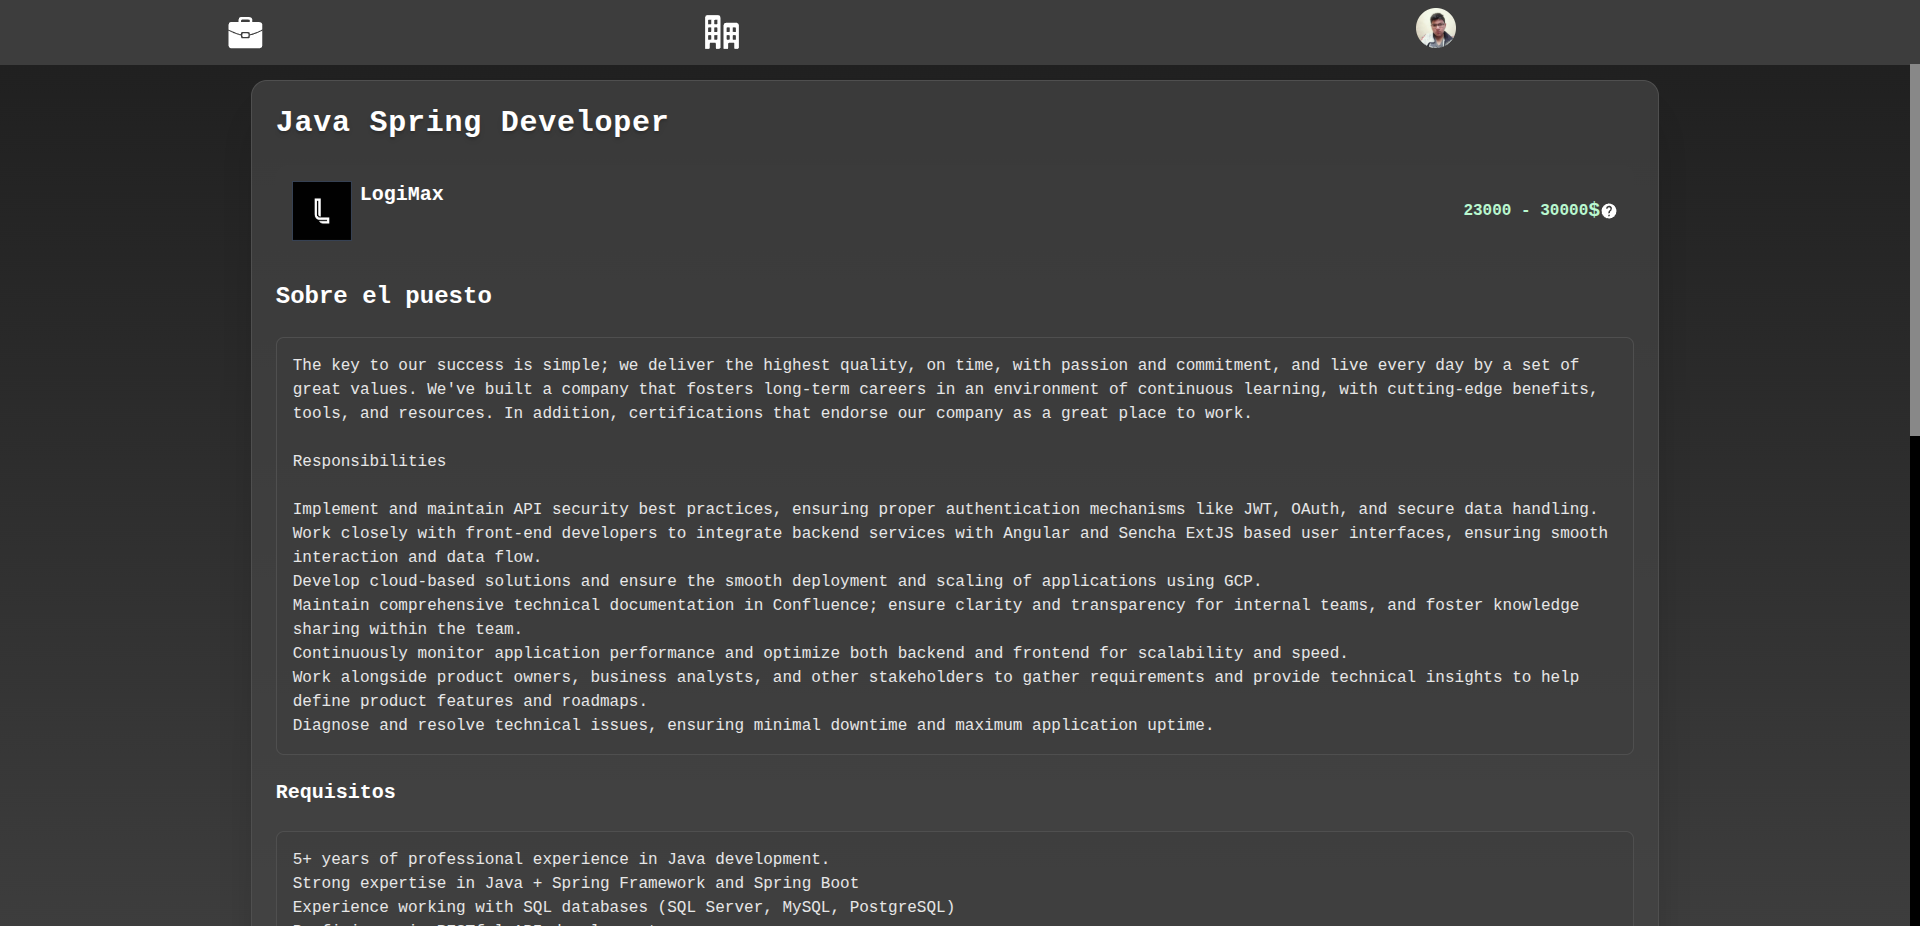 Java Spring Developer
LogiMax
23000 - 30000$
Sobre el puesto
The key to our success is simple; we deliver the highest quality, on time, with passion and commitment, and live every day by a set of
great values. We've built a company that fosters long-term careers in an environment of continuous learning, with cutting-edge benefits,
tools, and resources. In addition, certifications that endorse our company as a great place to work.
Responsibilities
Implement and maintain API security best practices, ensuring proper authentication mechanisms like JWT, OAuth, and secure data handling.
Work closely with front-end developers to integrate backend services with Angular and Sencha ExtJS based user interfaces, ensuring smooth
interaction and data flow.
Develop cloud-based solutions and ensure the smooth deployment and scaling of applications using GCP.
Maintain comprehensive technical documentation in Confluence; ensure clarity and transparency for internal teams, and foster knowledge
sharing within the team.
Continuously monitor application performance and optimize both backend and frontend for scalability and speed.
Work alongside product owners, business analysts, and other stakeholders to gather requirements and provide technical insights to help
define product features and roadmaps.
Diagnose and resolve technical issues, ensuring minimal downtime and maximum application uptime.
Requisitos
5+ years of professional experience in Java development.
Strong expertise in Java + Spring Framework and Spring Boot
Experience working with SQL databases (SQL Server, MySQL, PostgreSQL)